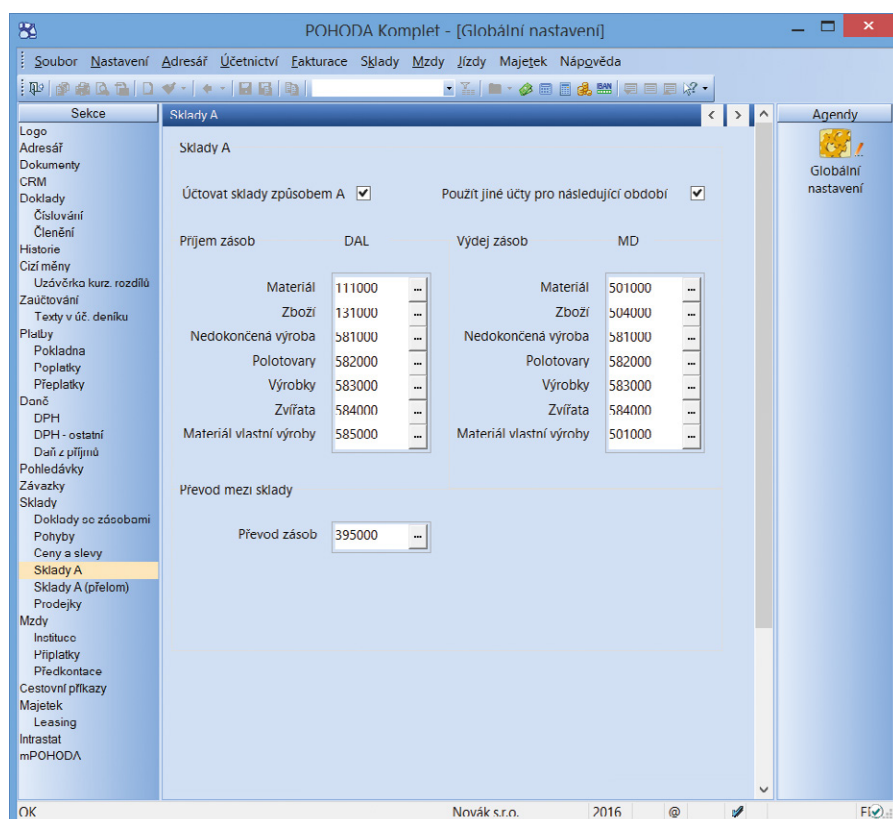 POHODA Komplet - [Globální nastavení]
Soubor Nastavení Adresář Účetnictví Fakturace Sklady Mzdy Jízdy Majetek Nápověda
Sekce
Logo
Adresář
Dokumenty
CRM
Doklady
Číslování
Členění
Historie
Cizí měny
Uzávěrka kurz. rozdílů
Zaúčtování
Texty v úč. deníku
Platby
Pokladna
Poplatky
Přeplatky
Daně
DPH
DPH - ostatní
Daň z příjmů
Pohledávky
Závazky
Sklady
Doklady se zásobami
Pohyby
Ceny a slevy
Sklady A
Sklady A (přelom)
Prodejky
Mzdy
Instituce
Příplatky
Předkontace
Cestovní příkazy
Majetek
Leasing
Intrastat
mPOHODA
Sklady A
Sklady A
Účtovat sklady způsobem A Použít jiné účty pro následující období
Příjem zásob DAL
Materiál 111000 ...
Zboží 131000 ...
Nedokončená výroba 581000 ...
Polotovary 582000 ...
Výrobky 583000 ...
Zvířata 584000 ...
Materiál vlastní výroby 585000 ...
Výdej zásob MD
Materiál 501000 ...
Zboží 504000 ...
Nedokončená výroba 581000 ...
Polotovary 582000 ...
Výrobky 583000 ...
Zvířata 584000 ...
Materiál vlastní výroby 501000 ...
Převod mezi sklady
Převod zásob 395000 ...
Agendy
Globální
nastavení
OK Novák s.r.o. 2016 @